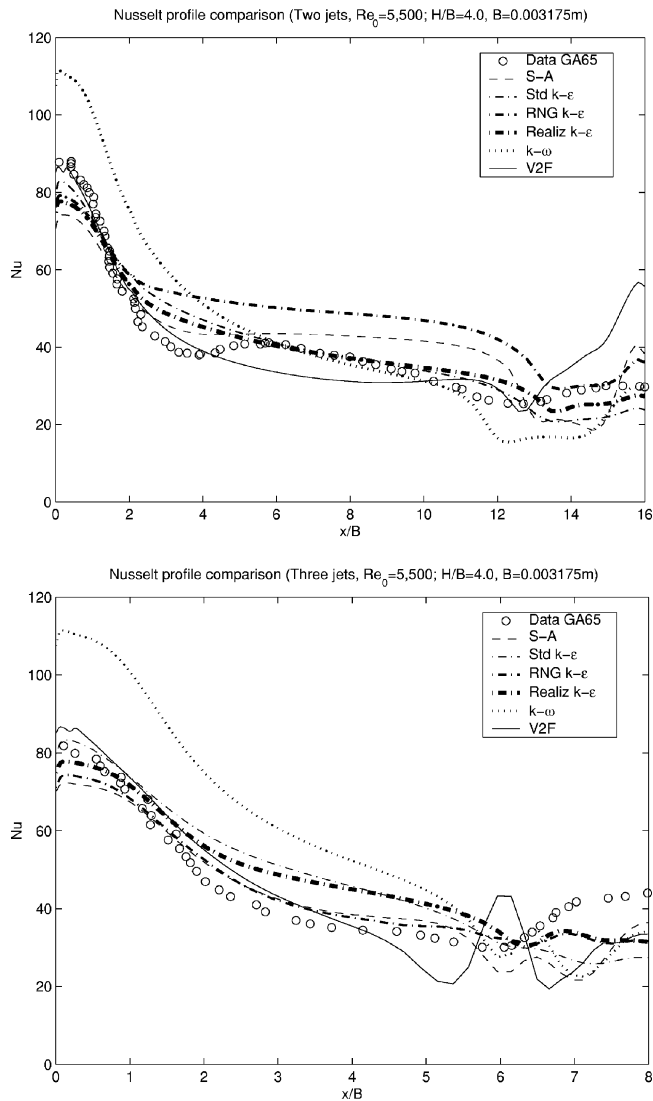 Nusselt profile comparison (Two jets, Re0=5,500; H/B=4.0, B=0.003175m)
120
100
80
60
40
20
0
Nu
Data GA65
S-A
Std k-ε
RNG k-ε
Realiz k-ε
k-ω
V2F
0 2 4 6 8 10 12 14 16
x/B
Nusselt profile comparison (Three jets, Re0=5,500; H/B=4.0, B=0.003175m)
120
100
80
60
40
20
0
Nu
Data GA65
S-A
Std k-ε
RNG k-ε
Realiz k-ε
k-ω
V2F
0 1 2 3 4 5 6 7 8
x/B